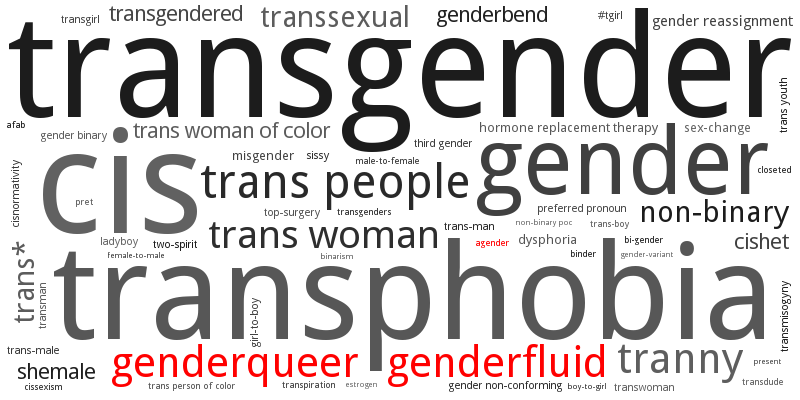 transgirl
transgendered
transsexual
genderbend
#tgirl
gender reassignment
transgender
trans youth
afab
gender binary
trans woman of color
third gender
hormone replacement therapy
sex-change
cis
misgender
sissy
male-to-female
gender
closeted
cisnormativity
trans people
pret
top-surgery
transgenders
preferred pronoun
non-binary
non-binary poc
trans-boy
trans-man
ladyboy
two-spirit
trans woman
agender
dysphoria
bi-gender
cishet
female-to-male
binarism
binder
gender-variant
trans*
transman
transphobia
girl-to-boy
transmisogyny
trans-male
genderqueer
genderfluid
tranny
present
shemale
cissexism
trans person of color
transpiration
estrogen
gender non-conforming
boy-to-girl
transwoman
transdude